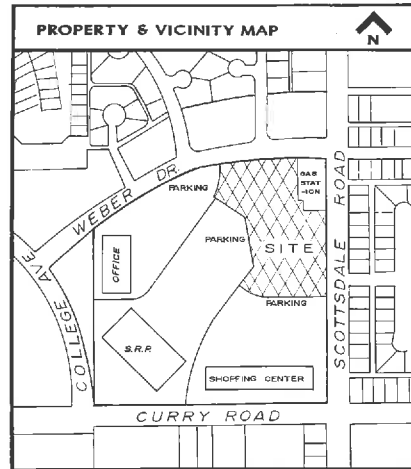 PROPERTY & VICINITY MAP
N
GAS
STAT
-ION
PARKING
WEBER DR.
PARKING
SITE
OFFICE
COLLEGE AVE
PARKING
SCOTTSDALE ROAD
S.R.P.
SHOPPING CENTER
CURRY ROAD